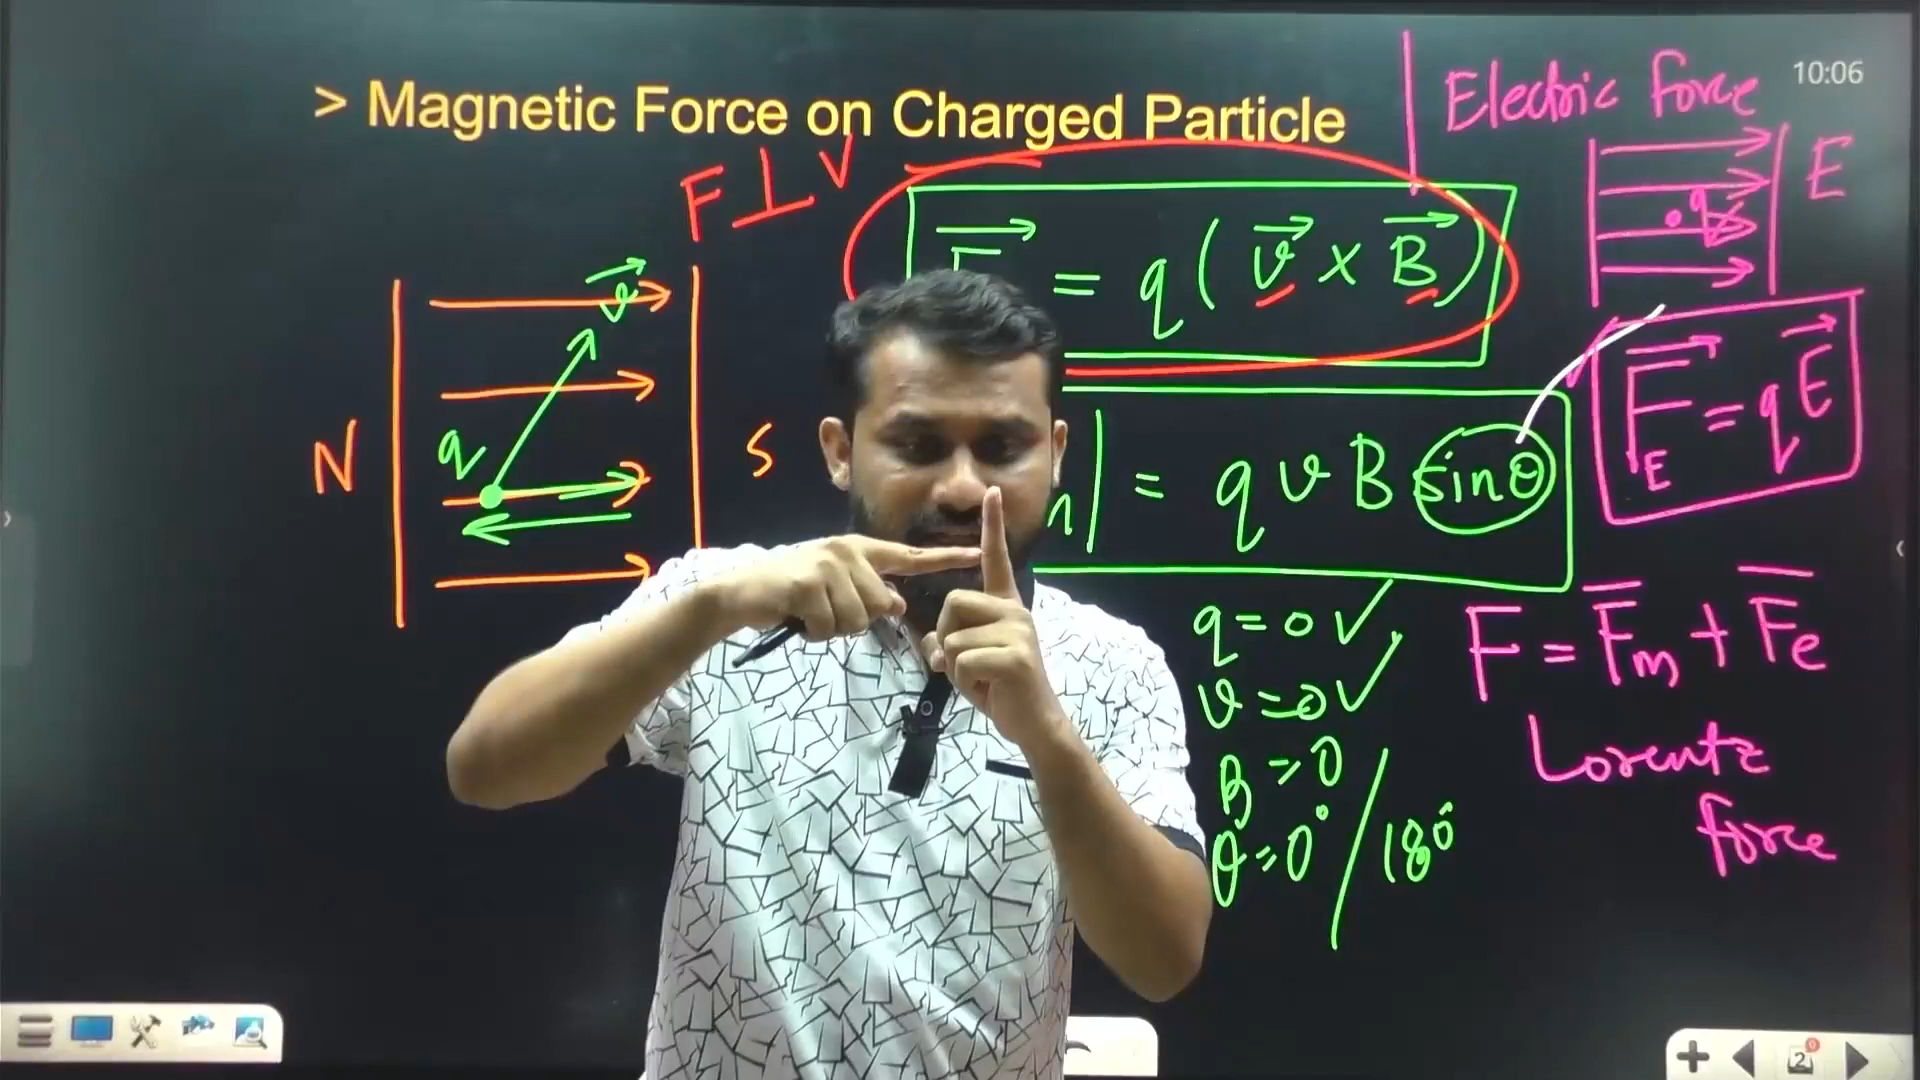 > Magnetic Force on Charged Particle
10:06
Electric Force
E
q
F ⊥ V
= q ( v × B )
v
q
N
S
= q v B sinθ
F_E = qE
q = 0 ✓
v = 0 ✓
B = 0
θ = 0° / 180°
F = F_m + F_e
Lorentz
force
2